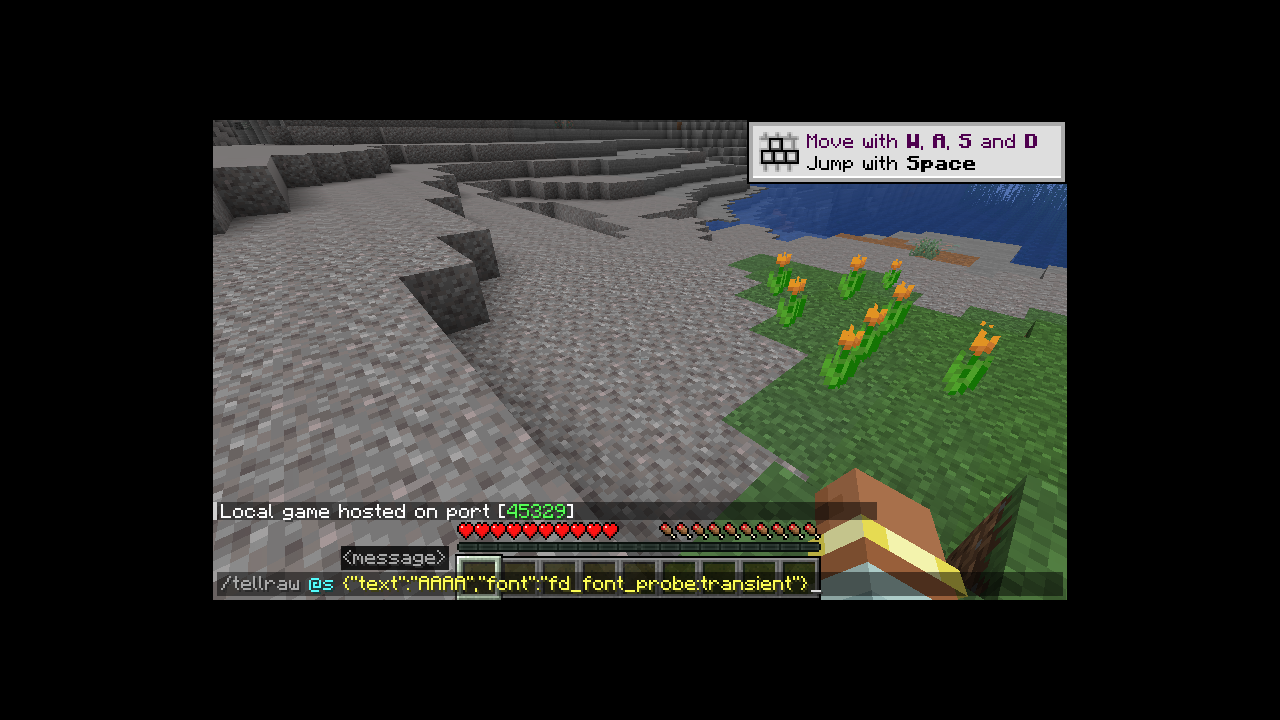 Move with W, A, S and D
Jump with Space
Local game hosted on port [45329]
<message>
/tellraw @s {"text":"AAAA","font":"fd_font_probe:transient"}_